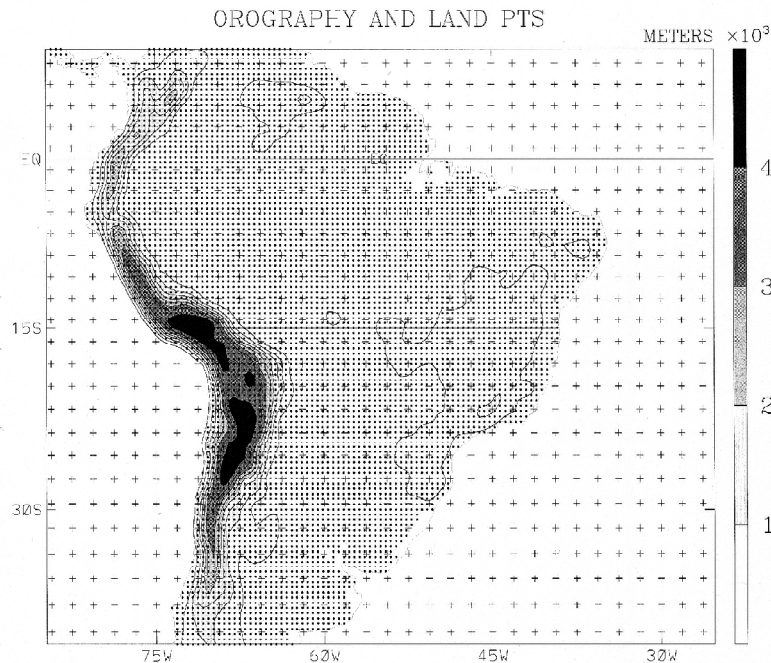 OROGRAPHY AND LAND PTS
METERS ×10³
EQ
4
3
15S
2
30S
1
75W 60W 45W 30W